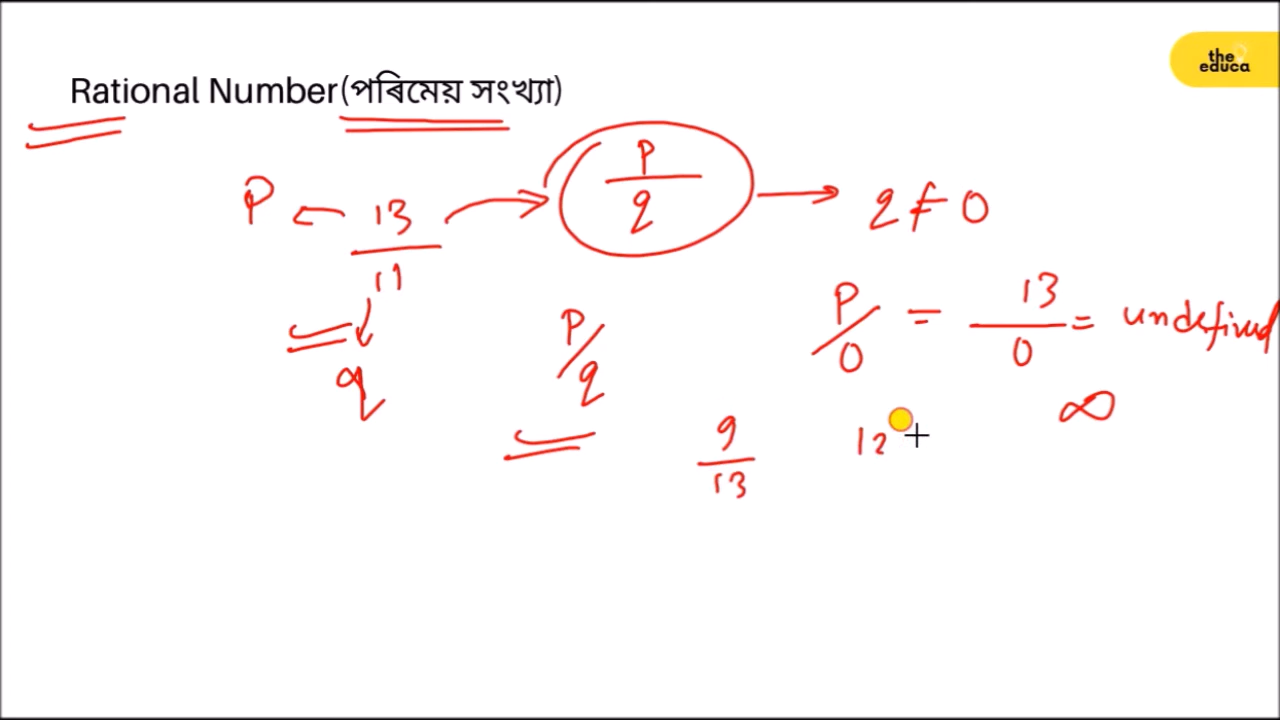 the
educa
Rational Number(পৰিমেয় সংখ্যা)
P ← 13/11 → P/q → q ≠ 0
q
P/q
P/0 = 13/0 = undefined
∞
9/13
12